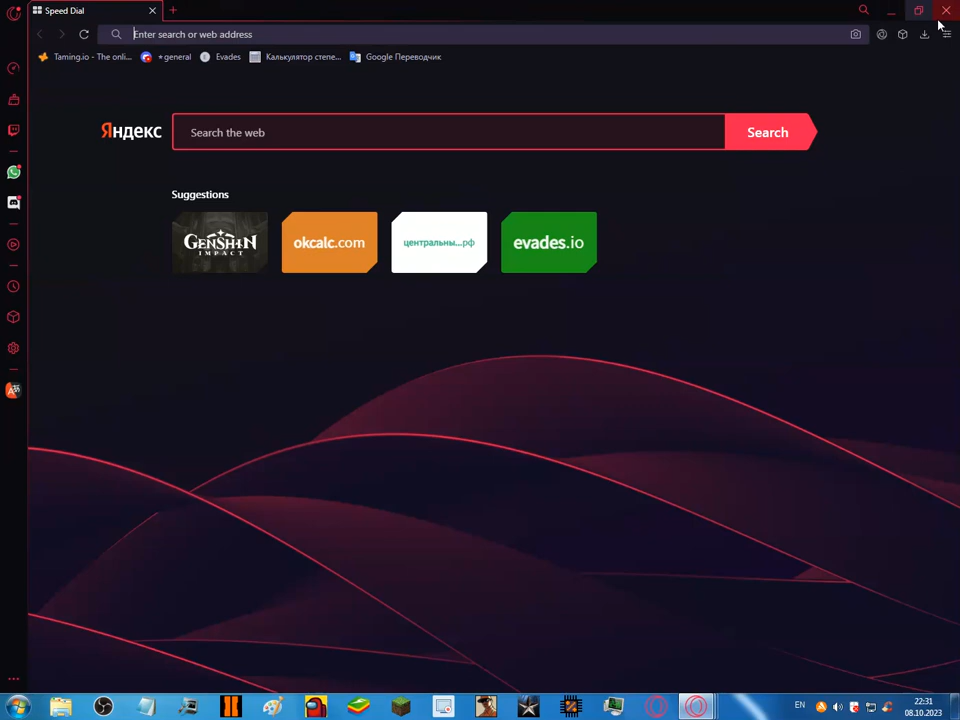 Speed Dial
Enter search or web address
Taming.io - The onli...
*general
Evades
Калькулятор степе...
Google Переводчик
Яндекс
Search the web
Search
Suggestions
GENSHIN
IMPACT
okcalc.com
центральны...рф
evades.io
EN
22:31
08.10.2023